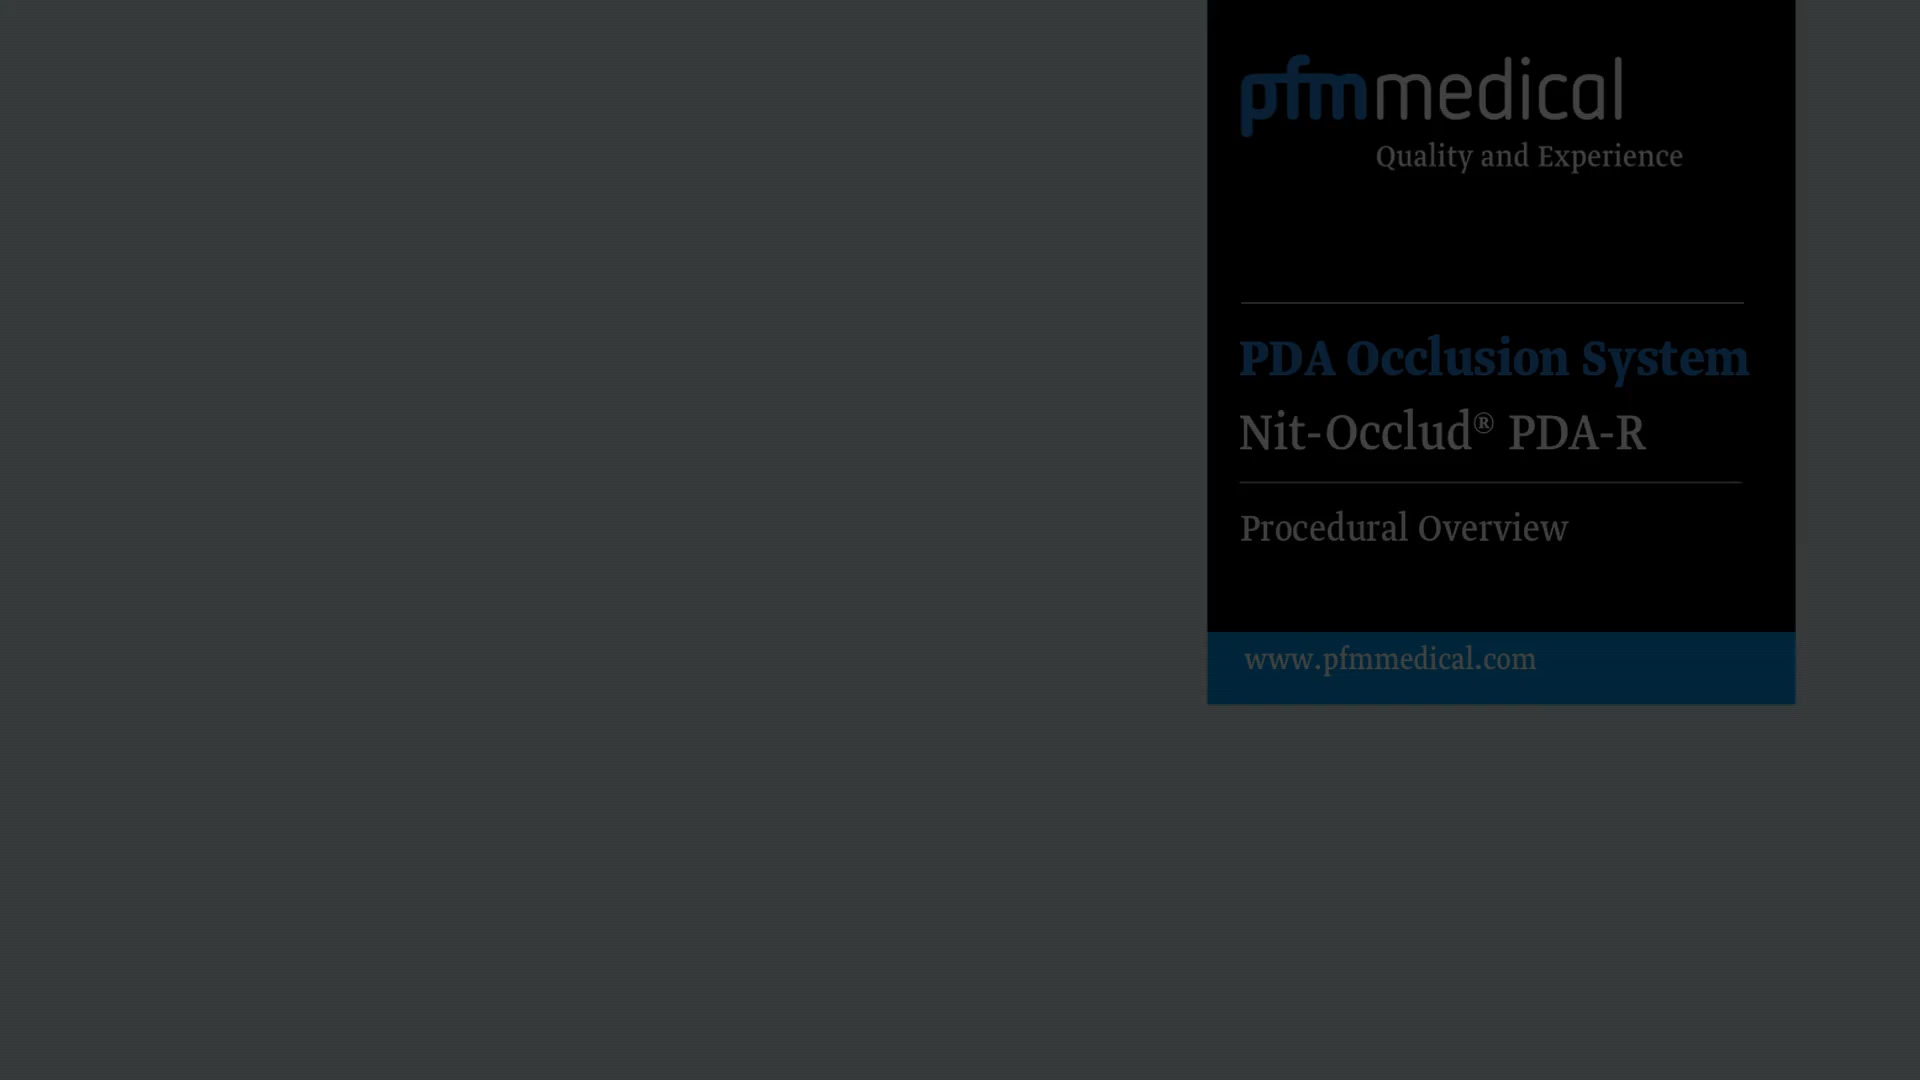 pfmmedical
Quality and Experience
PDA Occlusion System
Nit-Occlud® PDA-R
Procedural Overview
www.pfmmedical.com